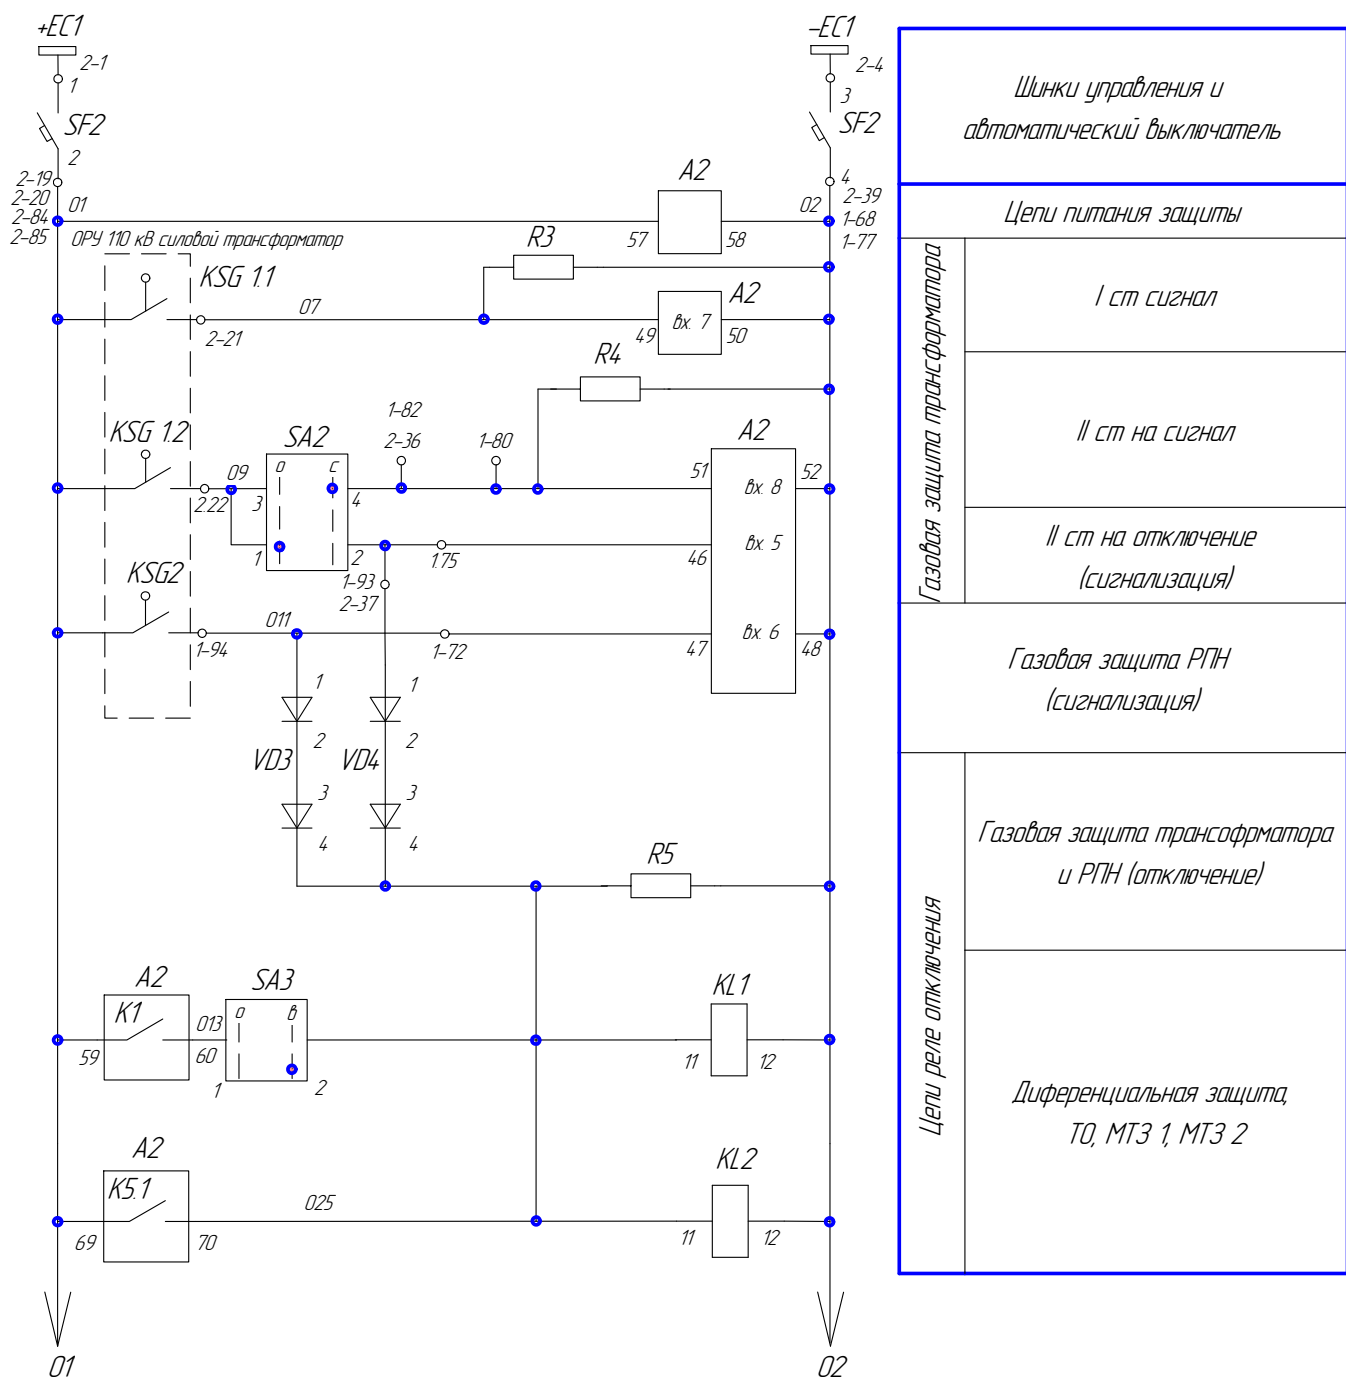 +EC1
2-1
1
SF2
2
2-19
2-20
2-84
2-85
01
-EC1
2-4
3
SF2
4
2-39
1-68
1-77
02
A2
57
58
ОРУ 110 кВ силовой трансформатор
R3
KSG 1.1
07
2-21
A2
49
вх. 7
50
R4
KSG 1.2
09
2.22
SA2
О
С
3
4
1
2
1-82
2-36
1-80
A2
51
вх. 8
52
1.75
46
вх. 5
1-93
2-37
KSG2
011
1-94
1-72
47
вх. 6
48
1
2
VD3
3
4
1
2
VD4
3
4
R5
A2
K1
59
013
60
SA3
О
В
1
2
KL1
11
12
A2
K5.1
69
70
025
KL2
11
12
01
02
Шинки управления и
автоматический выключатель
Цепи питания защиты
Газовая защита трансформатора
I ст сигнал
II ст на сигнал
II ст на отключение
(сигнализация)
Газовая защита РПН
(сигнализация)
Цепи реле отключения
Газовая защита трансофрматора
и РПН (отключение)
Диференциальная защита,
ТО, МТЗ 1, МТЗ 2